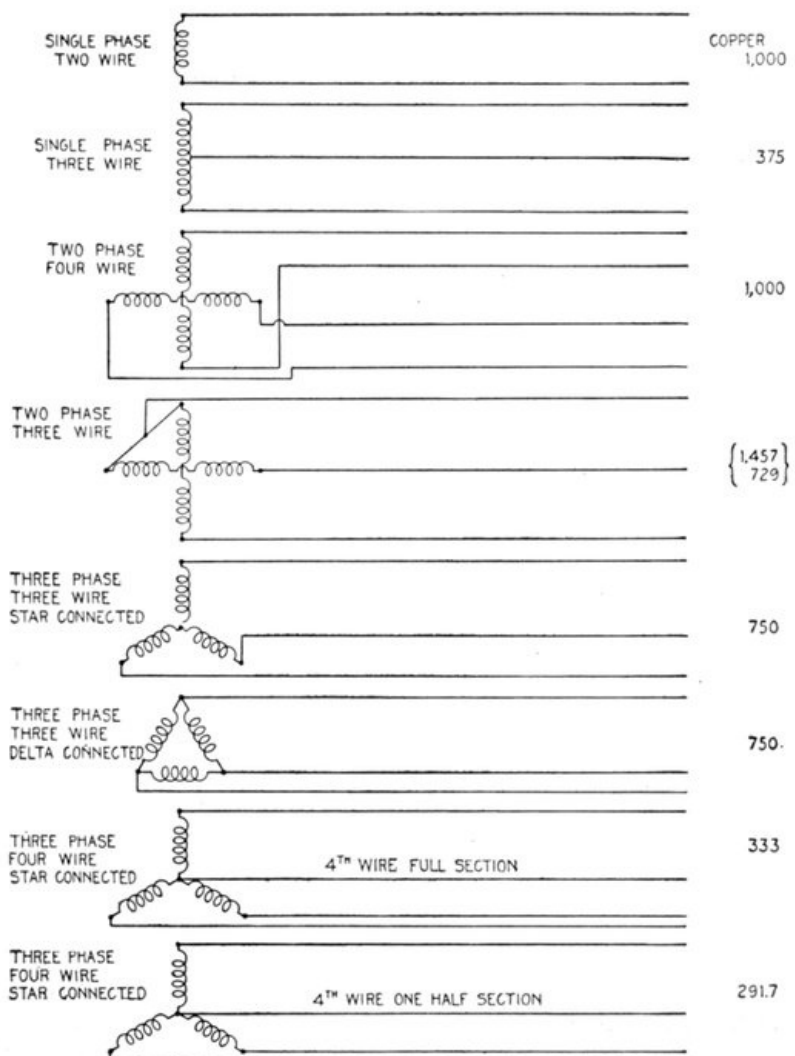 SINGLE PHASE
TWO WIRE
COPPER
1,000
SINGLE PHASE
THREE WIRE
375
TWO PHASE
FOUR WIRE
1,000
TWO PHASE
THREE WIRE
1,457
729
THREE PHASE
THREE WIRE
STAR CONNECTED
750
THREE PHASE
THREE WIRE
DELTA CONNECTED
750.
THREE PHASE
FOUR WIRE
STAR CONNECTED
4TH WIRE FULL SECTION
333
THREE PHASE
FOUR WIRE
STAR CONNECTED
4TH WIRE ONE HALF SECTION
291.7